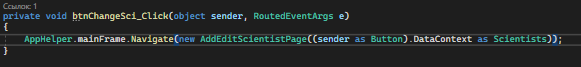 Ссылок: 1
private void btnChangeSci_Click(object sender, RoutedEventArgs e)
{
AppHelper.mainFrame.Navigate(new AddEditScientistPage((sender as Button).DataContext as Scientists));
}